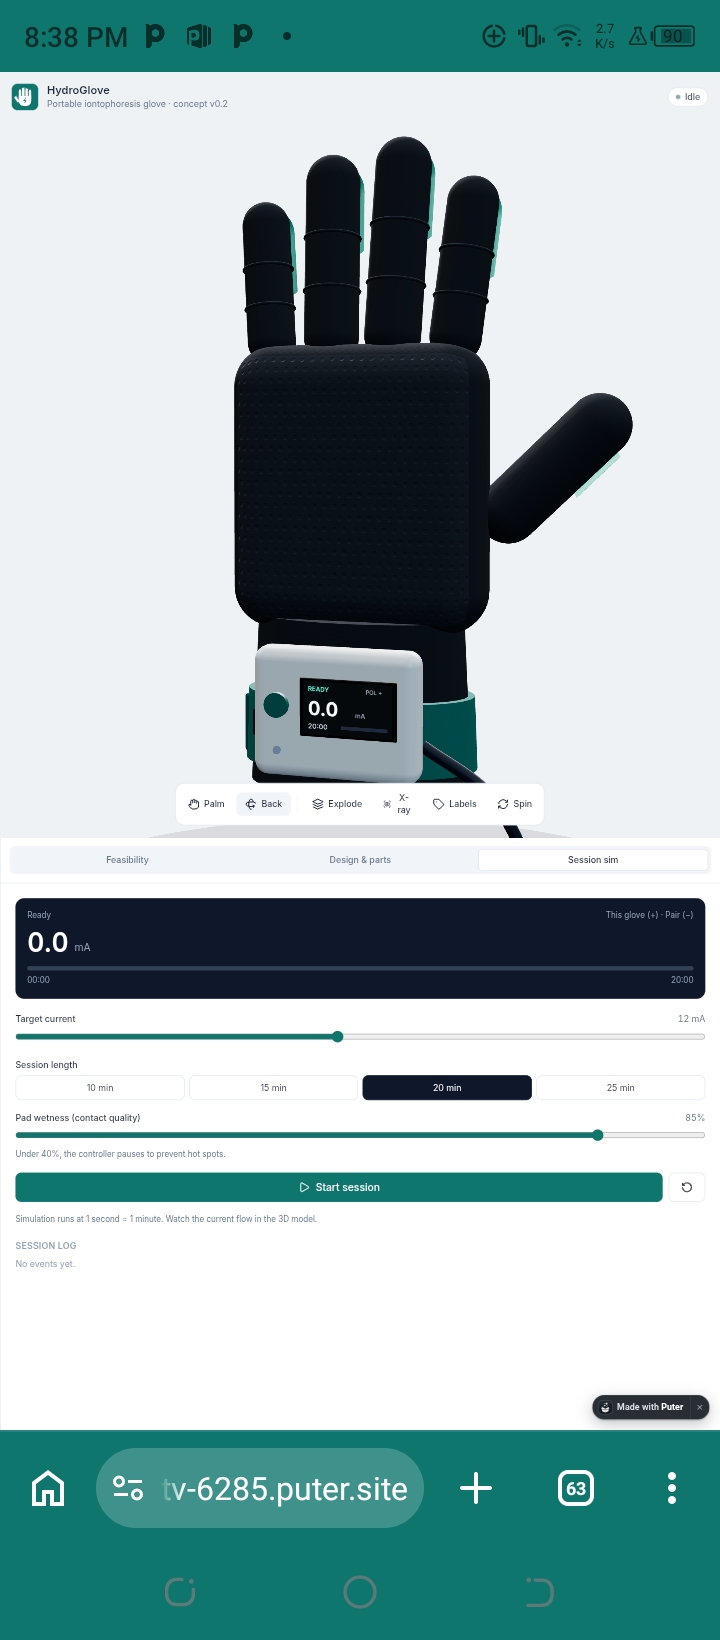 8:38 PM
2.7
K/s
90
HydroGlove
Portable iontophoresis glove · concept v0.2
Idle
READY
POL +
0.0 mA
20:00
Palm
Back
Explode
X-
ray
Labels
Spin
Feasibility
Design & parts
Session sim
Ready
This glove (+) · Pair (−)
0.0 mA
00:00
20:00
Target current
12 mA
Session length
10 min
15 min
20 min
25 min
Pad wetness (contact quality)
85%
Under 40%, the controller pauses to prevent hot spots.
Start session
Simulation runs at 1 second = 1 minute. Watch the current flow in the 3D model.
SESSION LOG
No events yet.
Made with Puter ×
tv-6285.puter.site
63